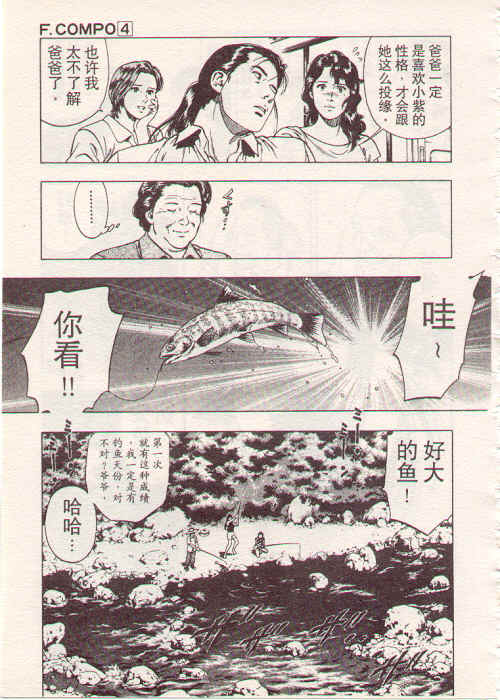 F. COMPO 4
爸爸一定
是喜欢小紫的
性格，才会跟
她这么投缘。
也许我
太不了解
爸爸了。
………
哇～
你看!!
好大
的鱼！
第一次
就有这种成绩
，我一定是有
钓鱼天份，对
不对？爷爷，
哈哈…